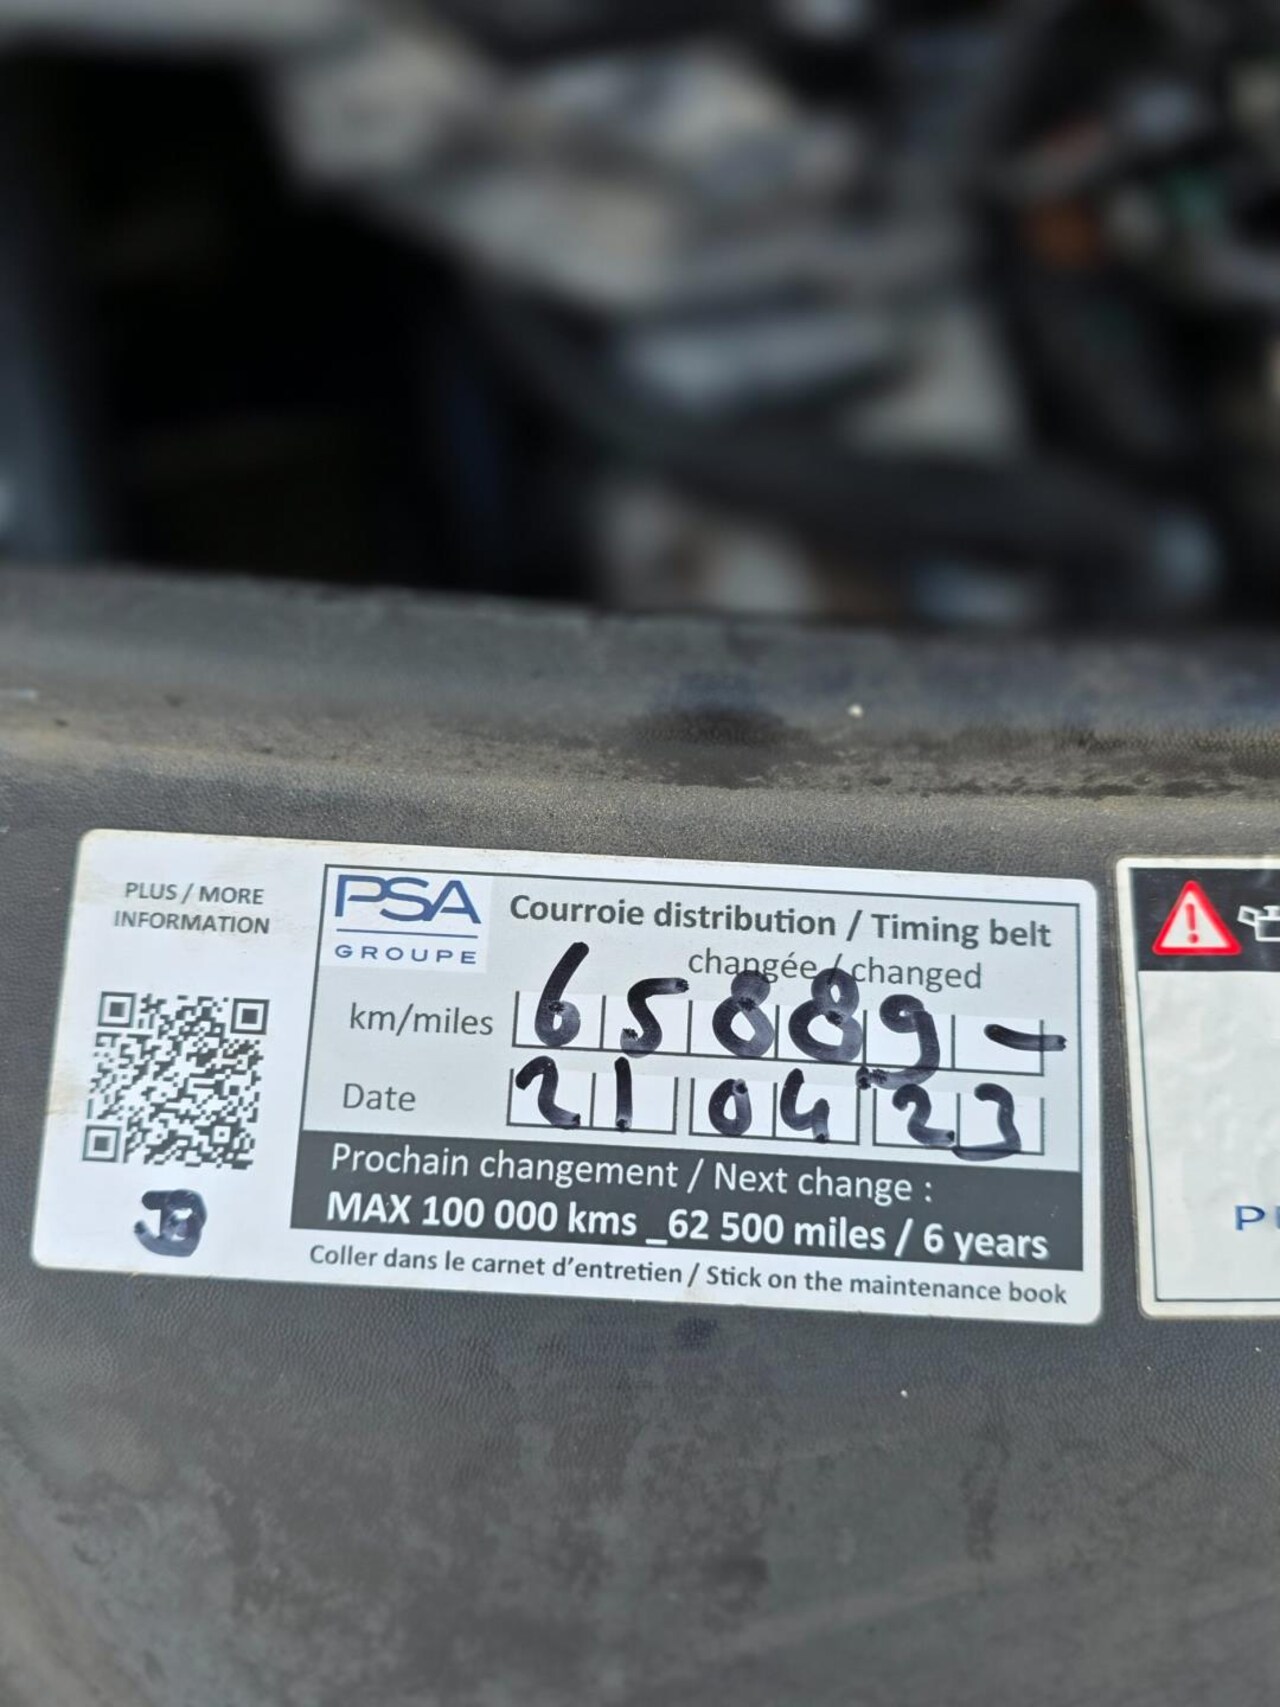 PLUS / MORE
INFORMATION
PSA
GROUPE
Courroie distribution / Timing belt
changée / changed
km/miles 65889-
Date 21 04 23
Prochain changement / Next change :
MAX 100 000 kms _62 500 miles / 6 years
Coller dans le carnet d'entretien / Stick on the maintenance book
P